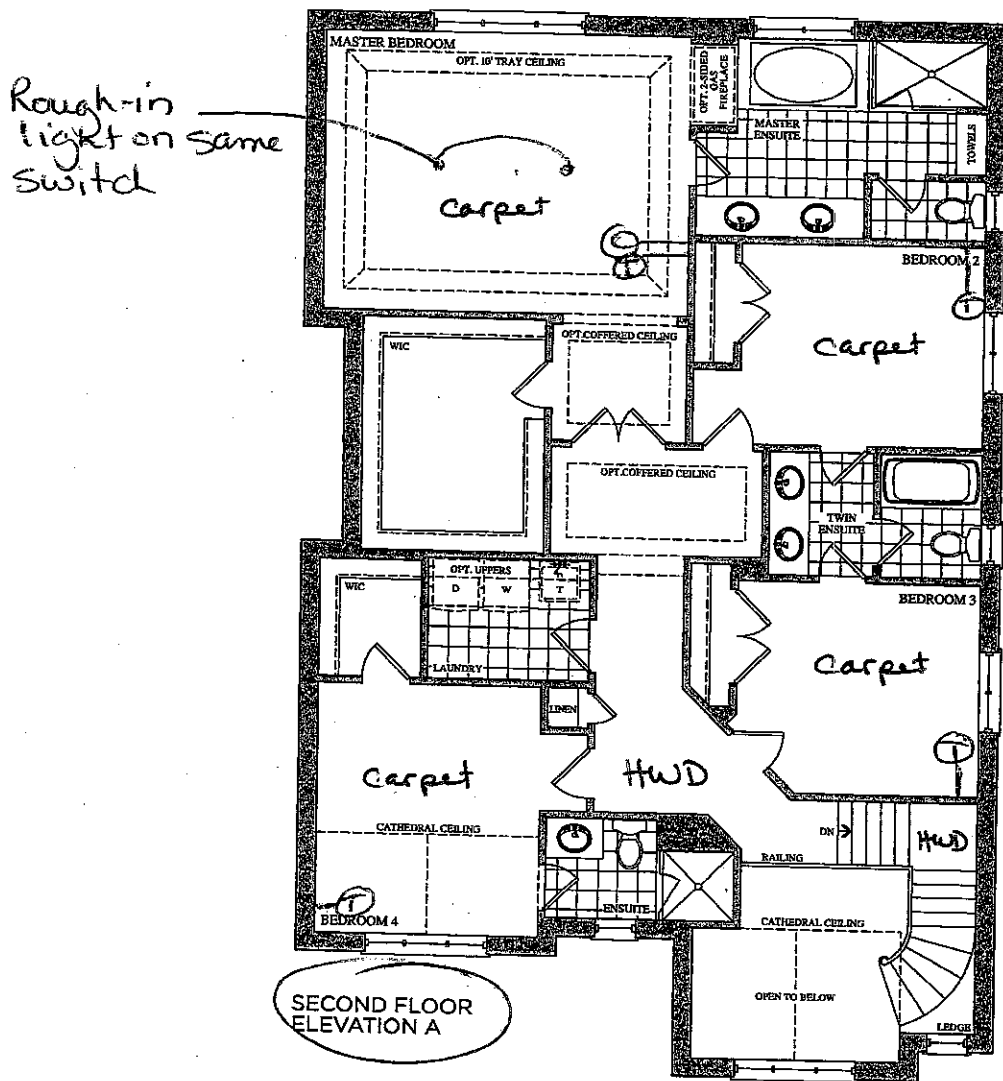 MASTER BEDROOM
OPT. 10' TRAY CEILING
OPT. 2-SIDED
GAS
FIREPLACE
Rough-in
light on same
switch
MASTER
ENSUITE
TOWELS
Carpet
C
T
BEDROOM 2
T
OPT.COFFERED CEILING
WIC
Carpet
OPT.COFFERED CEILING
TWIN
ENSUITE
OPT. UPPERS
D
W
T
WIC
BEDROOM 3
LAUNDRY
Carpet
LINEN
T
Carpet
HWD
CATHEDRAL CEILING
DN
HWD
RAILING
T
BEDROOM 4
ENSUITE
CATHEDRAL CEILING
OPEN TO BELOW
SECOND FLOOR
ELEVATION A
LEDGE